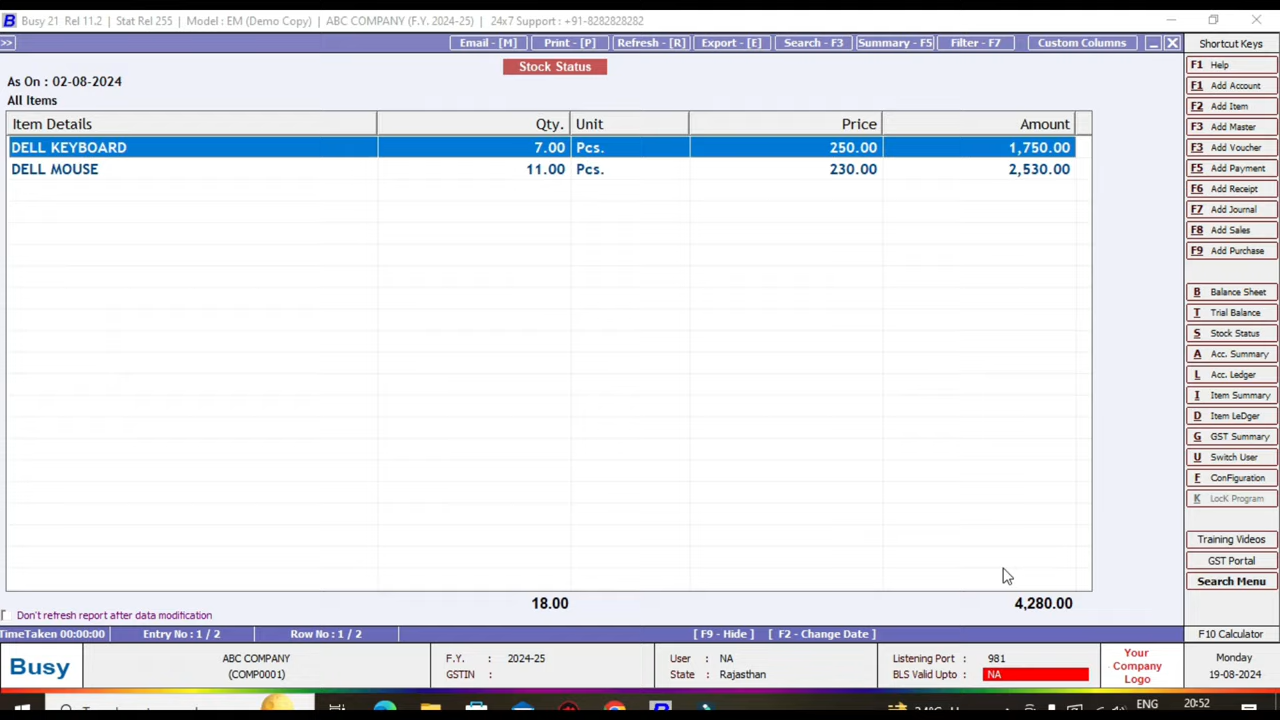 Busy 21 | Rel 11.2 | Stat Rel 255 | Model : EM (Demo Copy) | ABC COMPANY (F.Y. 2024-25) | 24x7 Support : +91-8282828282
>> Email - [M] Print - [P] Refresh - [R] Export - [E] Search - F3 Summary - F5 Filter - F7 Custom Columns
Stock Status
As On : 02-08-2024
All Items
Item Details Qty. Unit Price Amount
DELL KEYBOARD 7.00 Pcs. 250.00 1,750.00
DELL MOUSE 11.00 Pcs. 230.00 2,530.00
18.00 4,280.00
Don't refresh report after data modification
TimeTaken 00:00:00 Entry No : 1 / 2 Row No : 1 / 2 [ F9 - Hide ] [ F2 - Change Date ]
Busy
ABC COMPANY
(COMP0001)
F.Y. : 2024-25
GSTIN :
User : NA
State : Rajasthan
Listening Port : 981
BLS Valid Upto : NA
Your
Company
Logo
Shortcut Keys
F1 Help
F1 Add Account
F2 Add Item
F3 Add Master
F3 Add Voucher
F5 Add Payment
F6 Add Receipt
F7 Add Journal
F8 Add Sales
F9 Add Purchase
B Balance Sheet
T Trial Balance
S Stock Status
A Acc. Summary
L Acc. Ledger
I Item Summary
D Item LeDger
G GST Summary
U Switch User
F ConFiguration
K LocK Program
Training Videos
GST Portal
Search Menu
F10 Calculator
Monday
19-08-2024
ENG 20:52